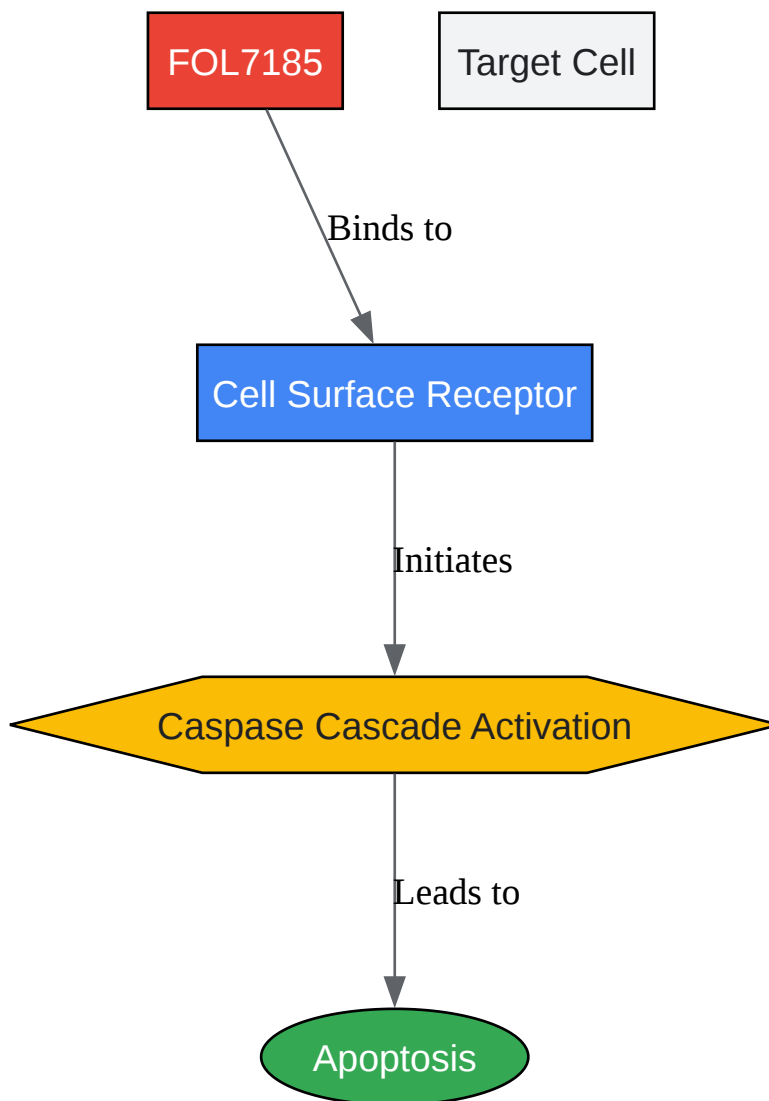 FOL7185
Target Cell
Binds to
Cell Surface Receptor
Initiates
Caspase Cascade Activation
Leads to
Apoptosis